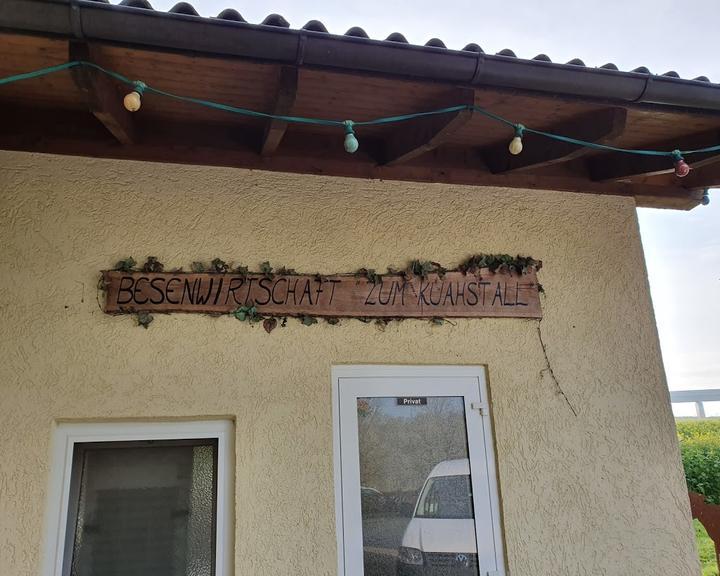 BESENWIRTSCHAFT "ZUM KUAHSTALL"
Privat